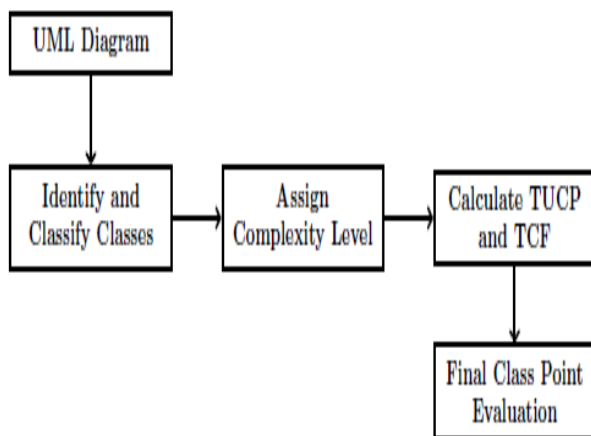 UML Diagram
Identify and
Classify Classes
Assign
Complexity Level
Calculate TUCP
and TCF
Final Class Point
Evaluation